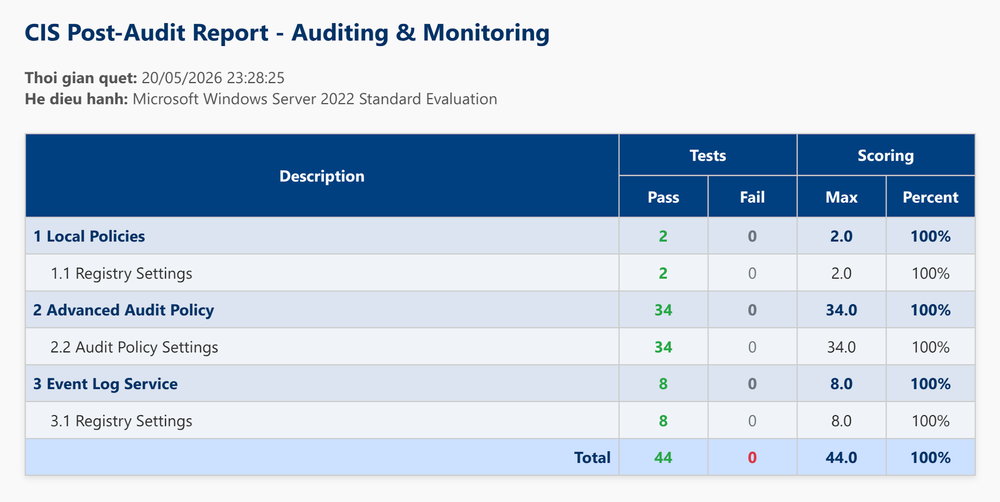 CIS Post-Audit Report - Auditing & Monitoring
Thoi gian quet: 20/05/2026 23:28:25
He dieu hanh: Microsoft Windows Server 2022 Standard Evaluation
Description Tests Scoring
Pass Fail Max Percent
1 Local Policies 2 0 2.0 100%
1.1 Registry Settings 2 0 2.0 100%
2 Advanced Audit Policy 34 0 34.0 100%
2.2 Audit Policy Settings 34 0 34.0 100%
3 Event Log Service 8 0 8.0 100%
3.1 Registry Settings 8 0 8.0 100%
Total 44 0 44.0 100%